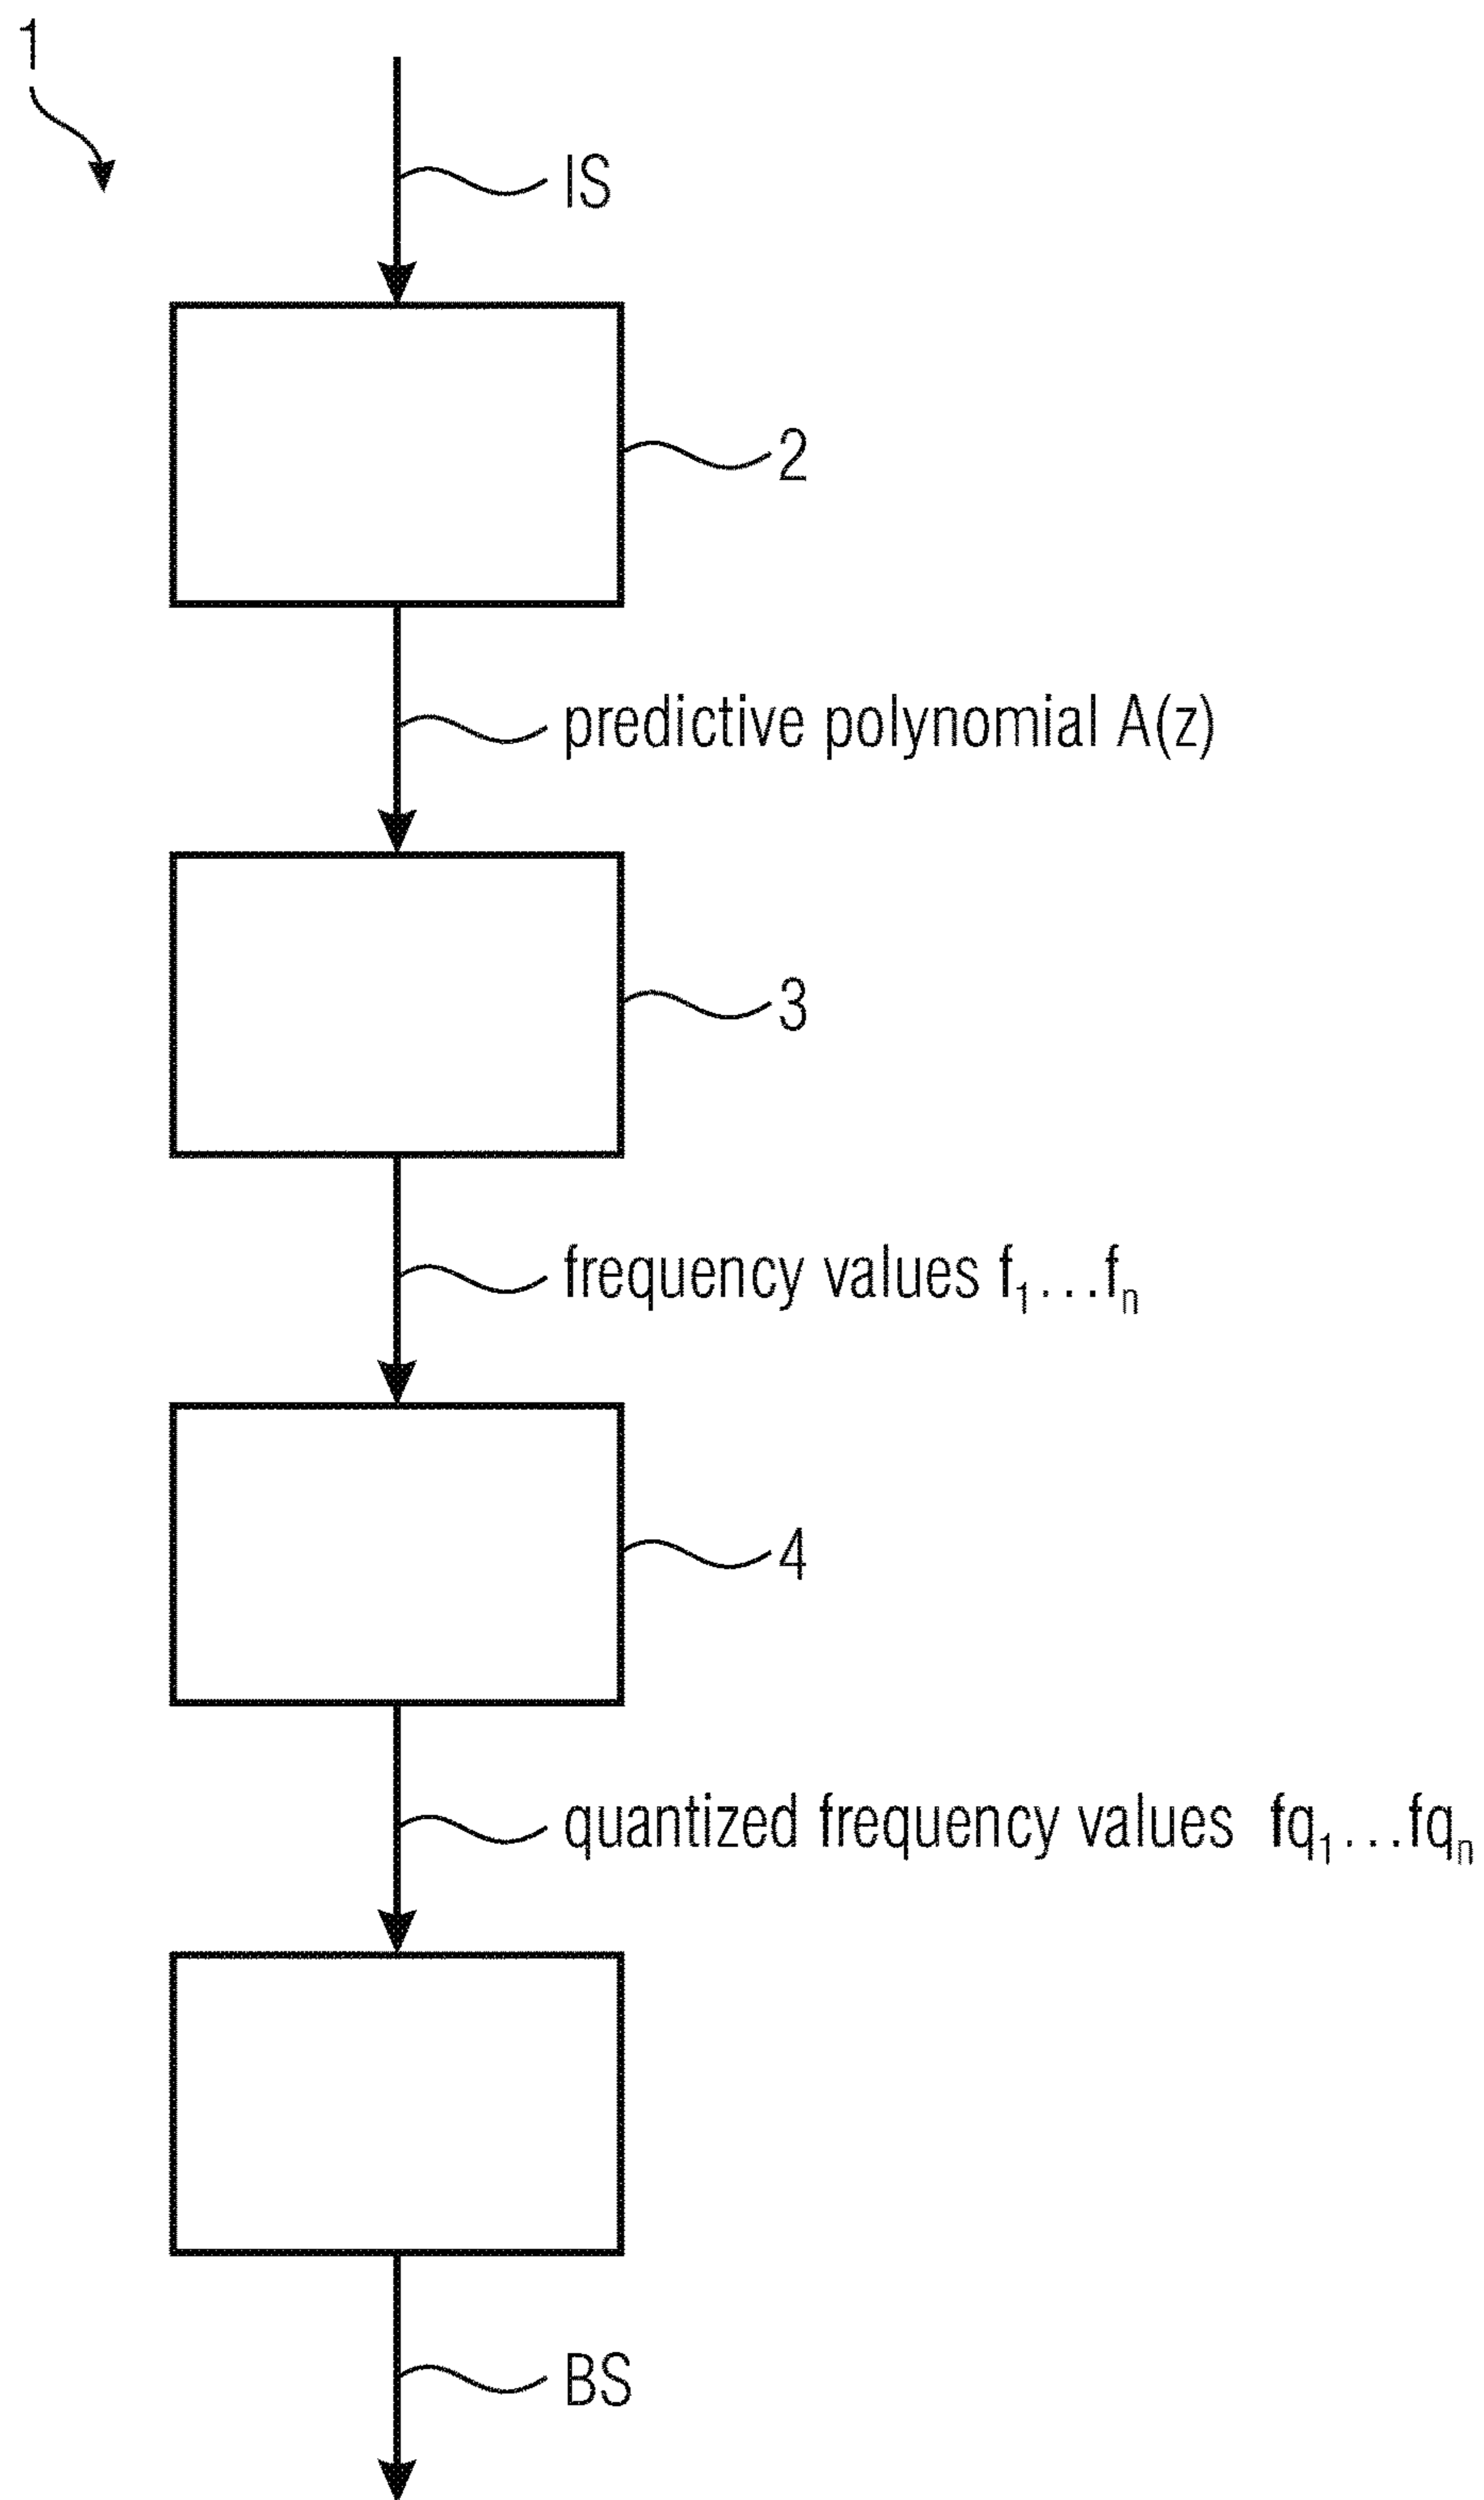 1
IS
2
predictive polynomial A(z)
3
frequency values f₁...fₙ
4
quantized frequency values fq₁...fqₙ
BS